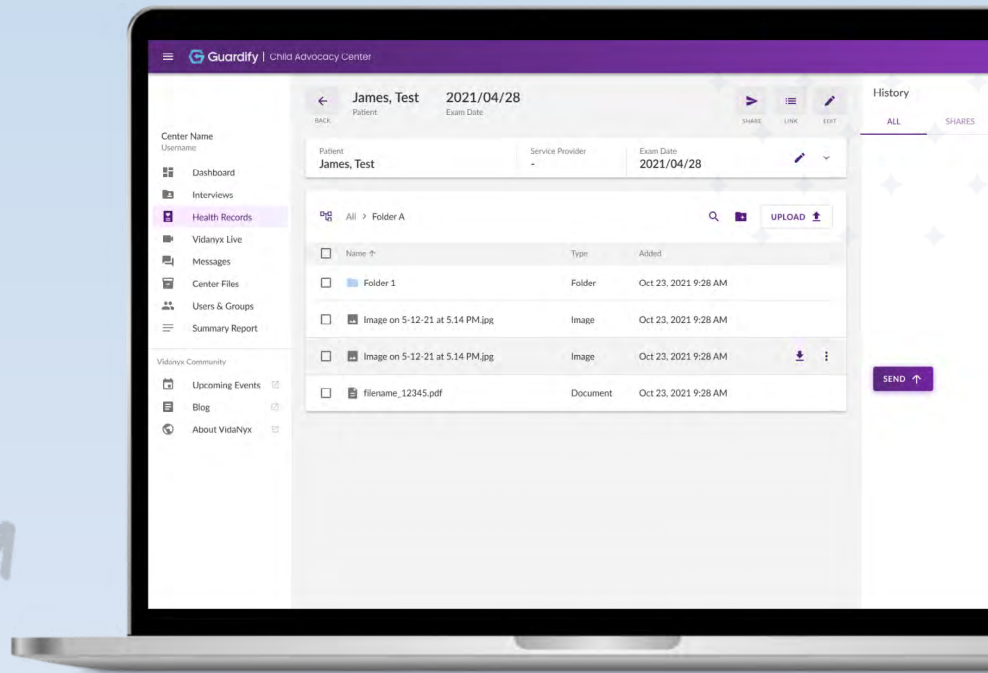 Guardify | Child Advocacy Center
Center Name
Username
Dashboard
Interviews
Health Records
Vidanyx Live
Messages
Center Files
Users & Groups
Summary Report
Vidanyx Community
Upcoming Events
Blog
About VidaNyx
BACK
James, Test
Patient
2021/04/28
Exam Date
SHARE
LINK
EDIT
Patient
James, Test
Service Provider
-
Exam Date
2021/04/28
All > Folder A
UPLOAD
Name Type Added
Folder 1 Folder Oct 23, 2021 9:28 AM
Image on 5-12-21 at 5.14 PM.jpg Image Oct 23, 2021 9:28 AM
Image on 5-12-21 at 5.14 PM.jpg Image Oct 23, 2021 9:28 AM
filename_12345.pdf Document Oct 23, 2021 9:28 AM
History
ALL SHARES
SEND